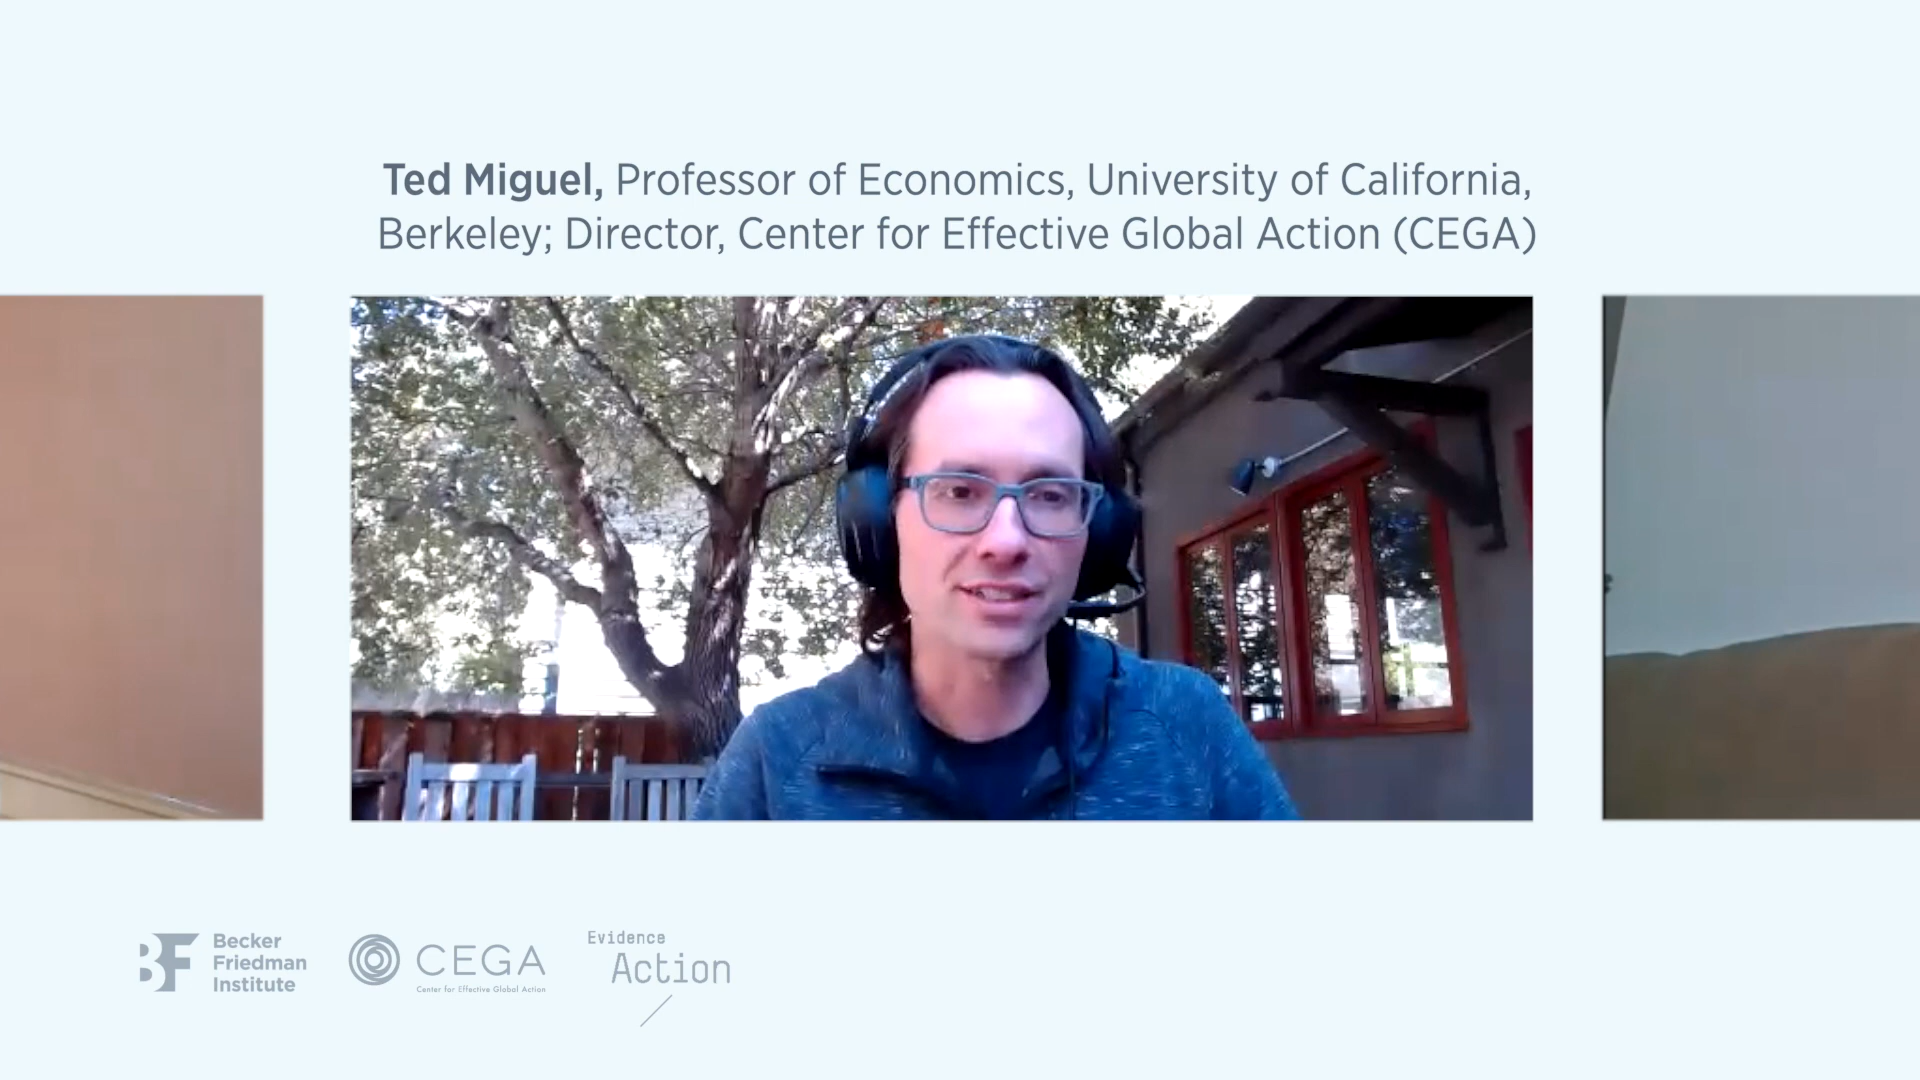 Ted Miguel, Professor of Economics, University of California,
Berkeley; Director, Center for Effective Global Action (CEGA)
BF
Becker
Friedman
Institute
CEGA
Center for Effective Global Action
Evidence
Action